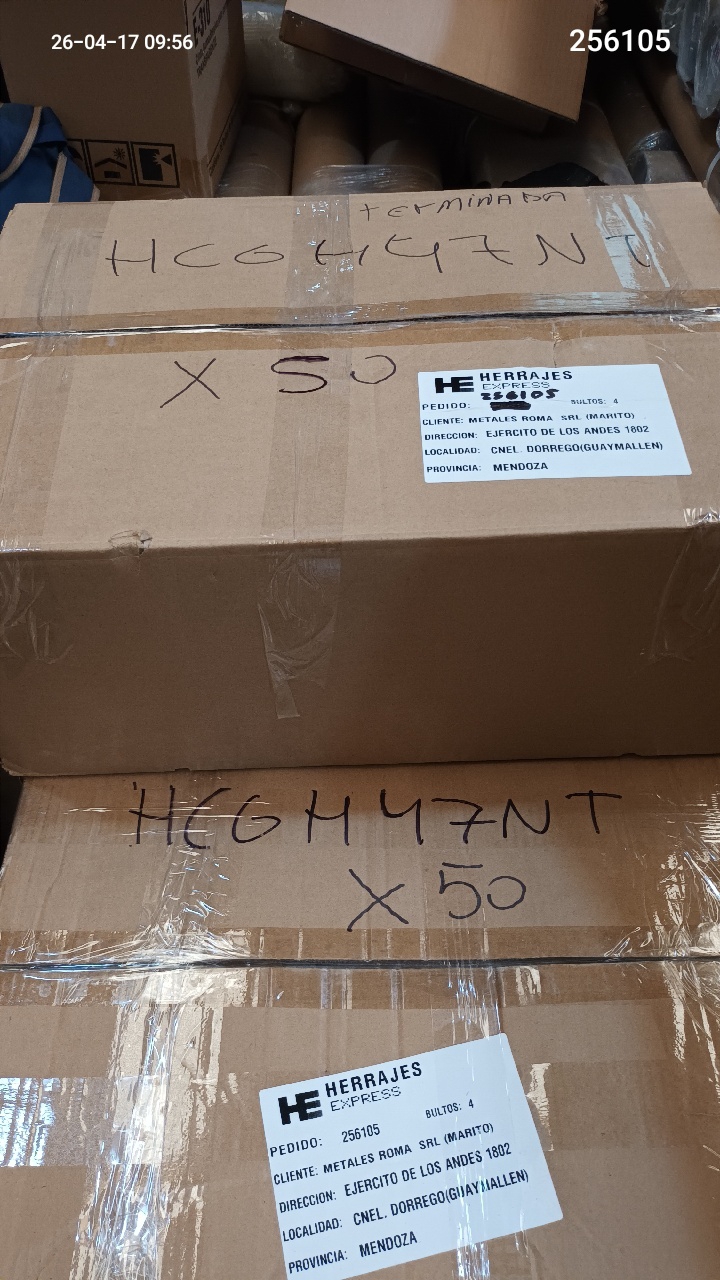 26-04-17 09:56
256105
TERMINADA
HCGH47NT
X 50
HE HERRAJES
EXPRESS
256105
PEDIDO: BULTOS: 4
CLIENTE: METALES ROMA SRL (MARITO)
DIRECCION: EJERCITO DE LOS ANDES 1802
LOCALIDAD: CNEL. DORREGO(GUAYMALLEN)
PROVINCIA: MENDOZA
HCGH47NT
X 50
HE HERRAJES
EXPRESS
PEDIDO: 256105 BULTOS: 4
CLIENTE: METALES ROMA SRL (MARITO)
DIRECCION: EJERCITO DE LOS ANDES 1802
LOCALIDAD: CNEL. DORREGO(GUAYMALLEN)
PROVINCIA: MENDOZA